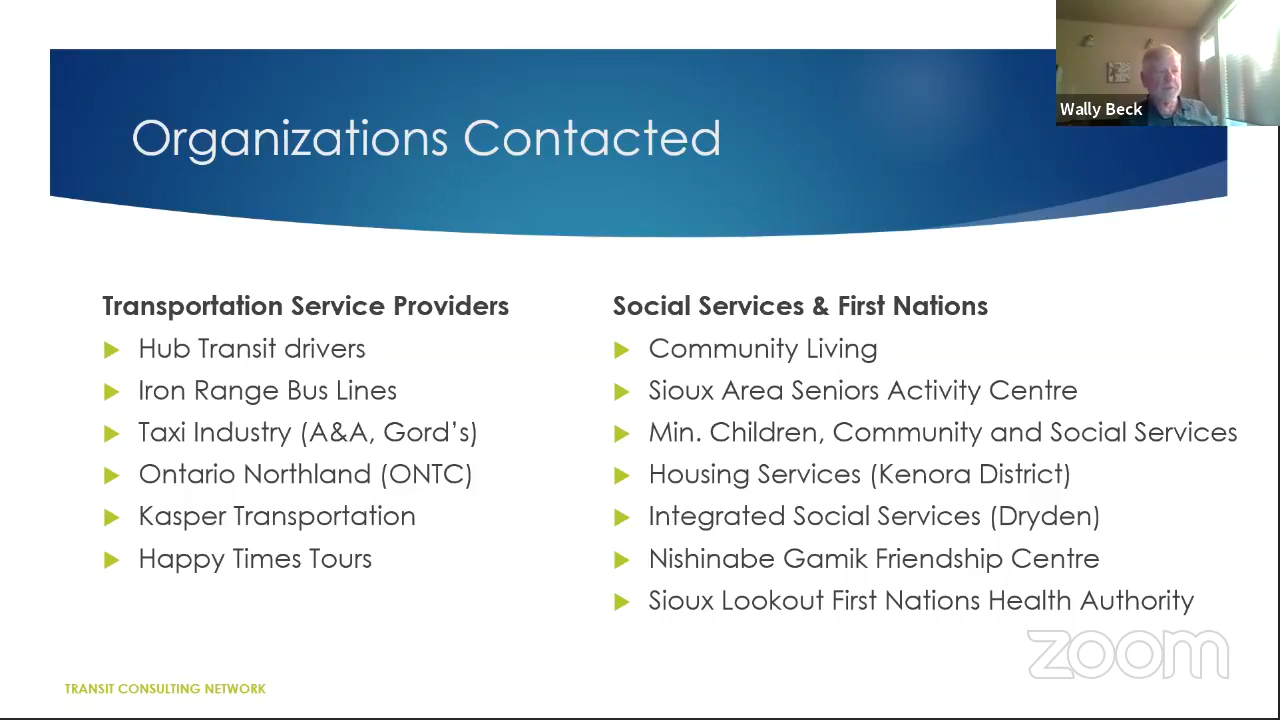 Organizations Contacted
Wally Beck
Transportation Service Providers
Hub Transit drivers
Iron Range Bus Lines
Taxi Industry (A&A, Gord’s)
Ontario Northland (ONTC)
Kasper Transportation
Happy Times Tours
Social Services & First Nations
Community Living
Sioux Area Seniors Activity Centre
Min. Children, Community and Social Services
Housing Services (Kenora District)
Integrated Social Services (Dryden)
Nishinabe Gamik Friendship Centre
Sioux Lookout First Nations Health Authority
zoom
TRANSIT CONSULTING NETWORK